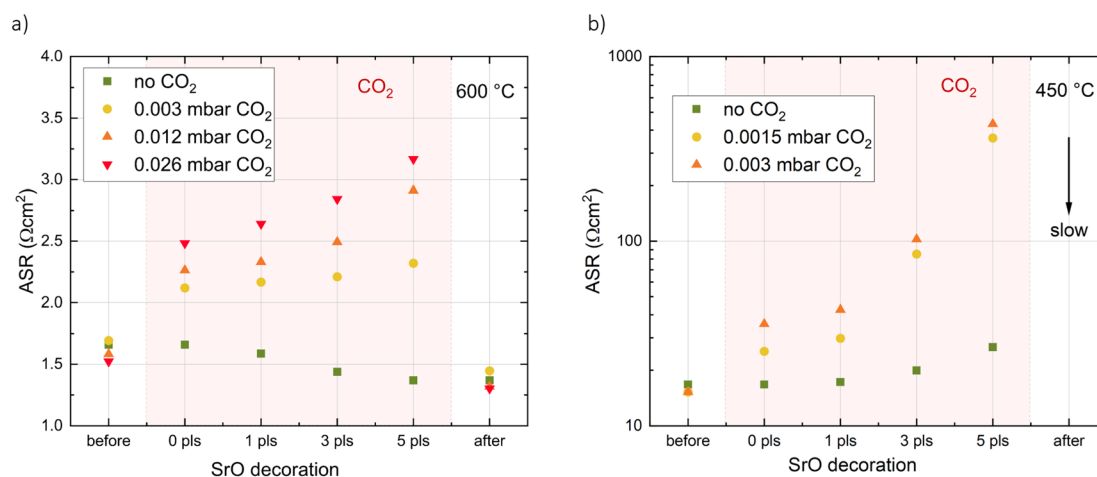 a)
4.0
3.5
3.0
2.5
2.0
1.5
1.0
ASR (Ωcm²)
no CO₂
0.003 mbar CO₂
0.012 mbar CO₂
0.026 mbar CO₂
CO₂
600 °C
before
0 pls
1 pls
3 pls
5 pls
after
SrO decoration
b)
1000
100
10
ASR (Ωcm²)
no CO₂
0.0015 mbar CO₂
0.003 mbar CO₂
CO₂
450 °C
slow
before
0 pls
1 pls
3 pls
5 pls
after
SrO decoration